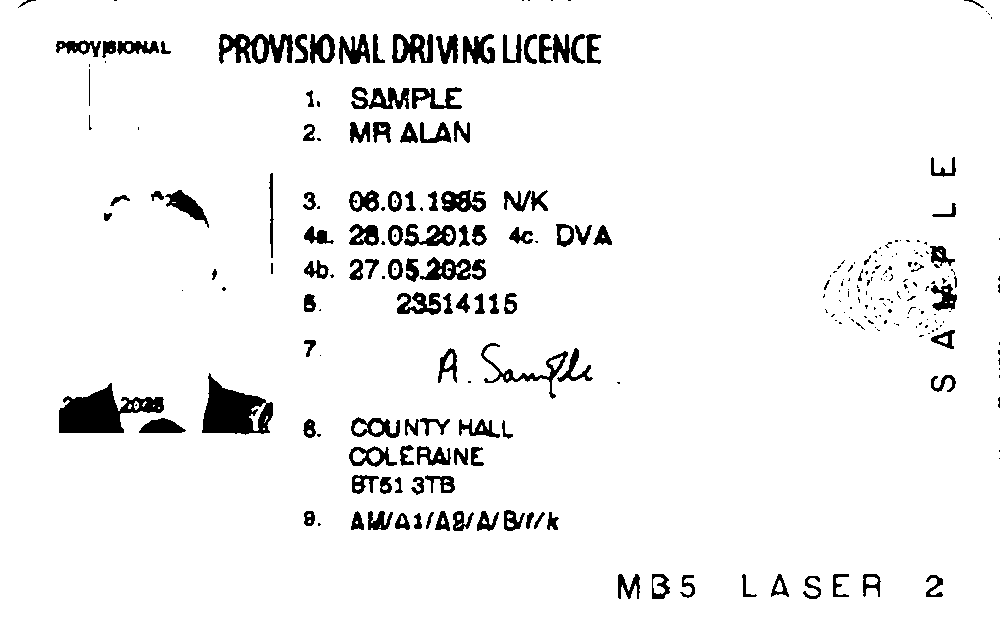 PROVISIONAL
PROVISIONAL DRIVING LICENCE
1. SAMPLE
2. MR ALAN
3. 06.01.1985 N/K
4a. 28.05.2015 4c. DVA
4b. 27.05.2025
5. 23514115
7. A. Sample
8. COUNTY HALL
COLERAINE
BT51 3TB
9. AM/A1/A2/A/B/f/k
SAMPLE
MB5 LASER 2